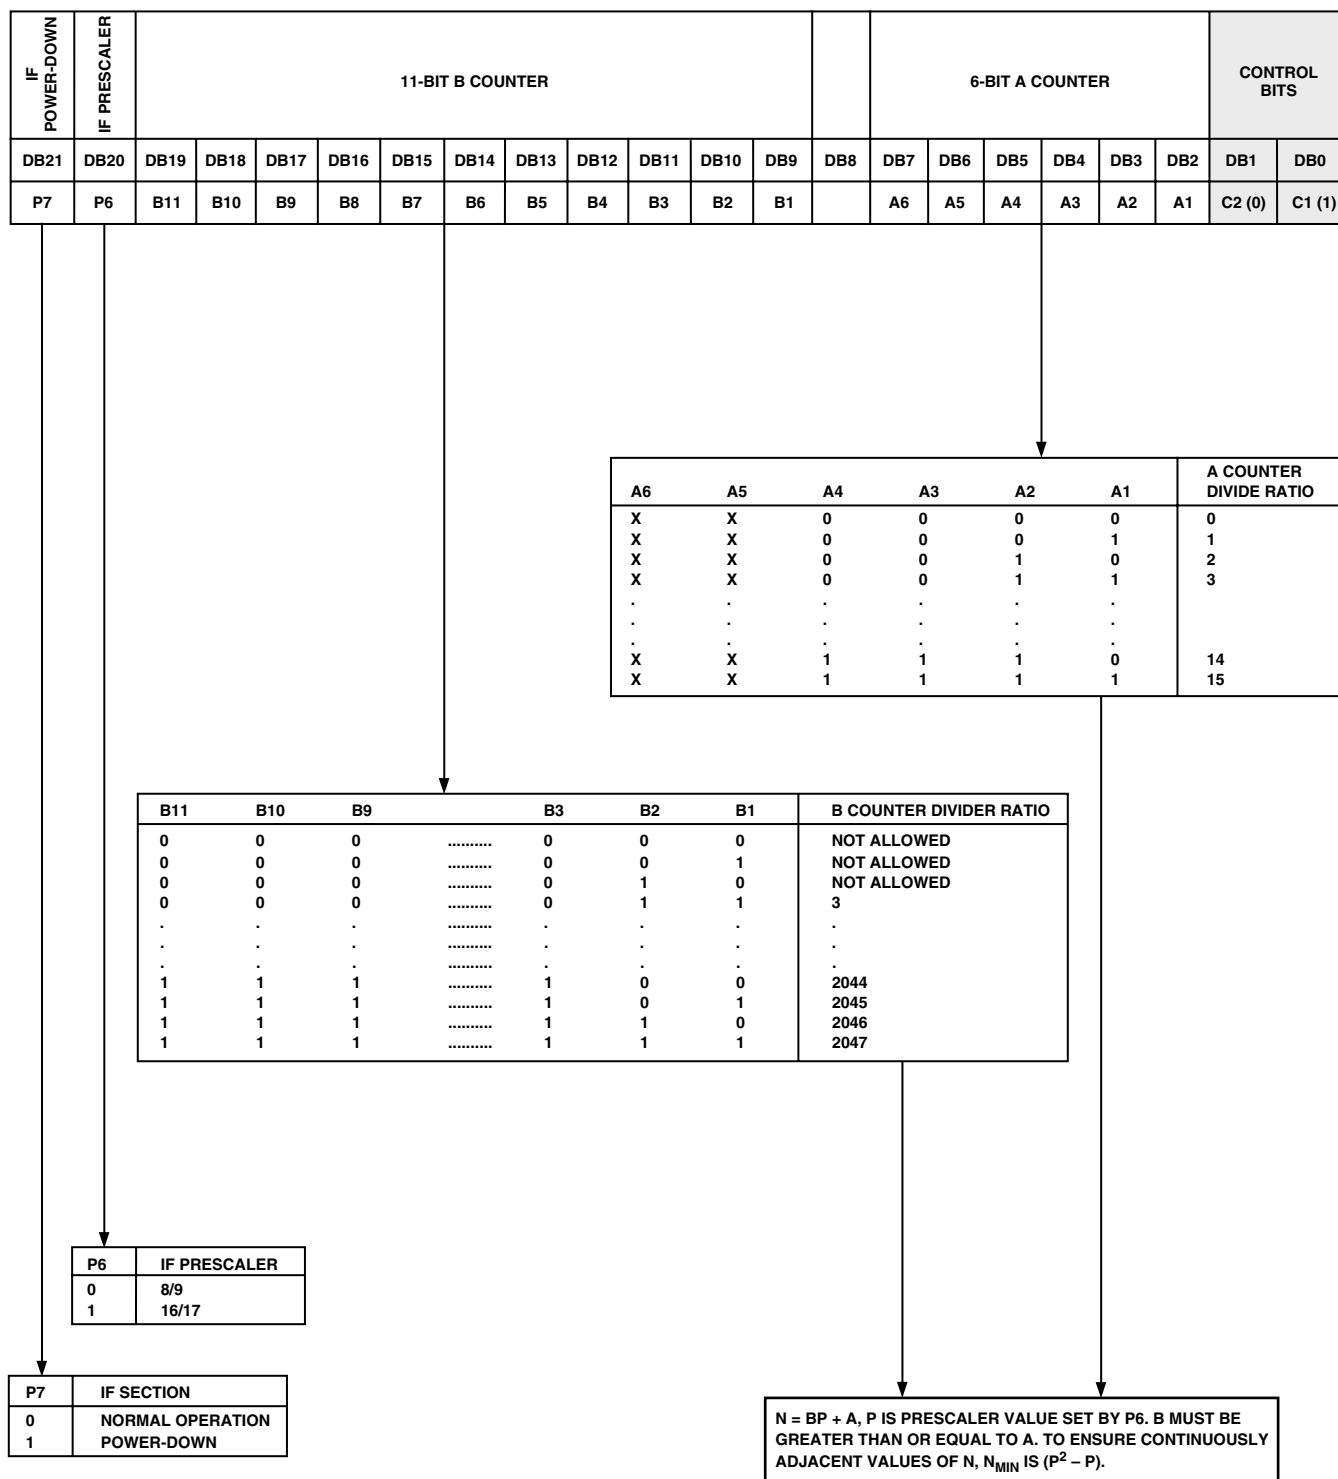 IF POWER-DOWN IF PRESCALER 11-BIT B COUNTER 6-BIT A COUNTER CONTROL BITS
DB21 DB20 DB19 DB18 DB17 DB16 DB15 DB14 DB13 DB12 DB11 DB10 DB9 DB8 DB7 DB6 DB5 DB4 DB3 DB2 DB1 DB0
P7 P6 B11 B10 B9 B8 B7 B6 B5 B4 B3 B2 B1 A6 A5 A4 A3 A2 A1 C2 (0) C1 (1)
A6 A5 A4 A3 A2 A1 A COUNTER DIVIDE RATIO
X X 0 0 0 0 0
X X 0 0 0 1 1
X X 0 0 1 0 2
X X 0 0 1 1 3
. . . . . .
. . . . . .
. . . . . .
X X 1 1 1 0 14
X X 1 1 1 1 15
B11 B10 B9 B3 B2 B1 B COUNTER DIVIDER RATIO
0 0 0 .......... 0 0 0 NOT ALLOWED
0 0 0 .......... 0 0 1 NOT ALLOWED
0 0 0 .......... 0 1 0 NOT ALLOWED
0 0 0 .......... 0 1 1 3
. . . .......... . . . .
. . . .......... . . . .
. . . .......... . . . .
1 1 1 .......... 1 0 0 2044
1 1 1 .......... 1 0 1 2045
1 1 1 .......... 1 1 0 2046
1 1 1 .......... 1 1 1 2047
P6 IF PRESCALER
0 8/9
1 16/17
P7 IF SECTION
0 NORMAL OPERATION
1 POWER-DOWN
N = BP + A, P IS PRESCALER VALUE SET BY P6. B MUST BE
GREATER THAN OR EQUAL TO A. TO ENSURE CONTINUOUSLY
ADJACENT VALUES OF N, N_MIN IS (P² – P).